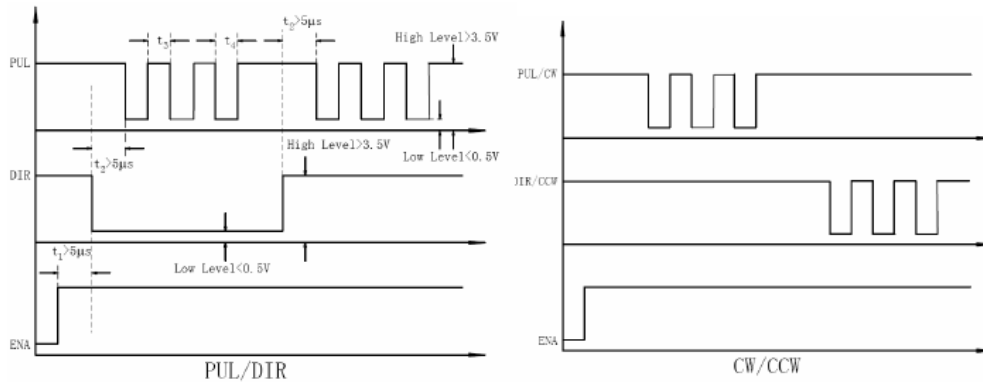 t₂>5μs
t₃
t₄
High Level>3.5V
PUL
High Level>3.5V
Low Level<0.5V
t₂>5μs
DIR
t₁>5μs
Low Level<0.5V
ENA
PUL/DIR
PUL/CW
DIR/CCW
ENA
CW/CCW